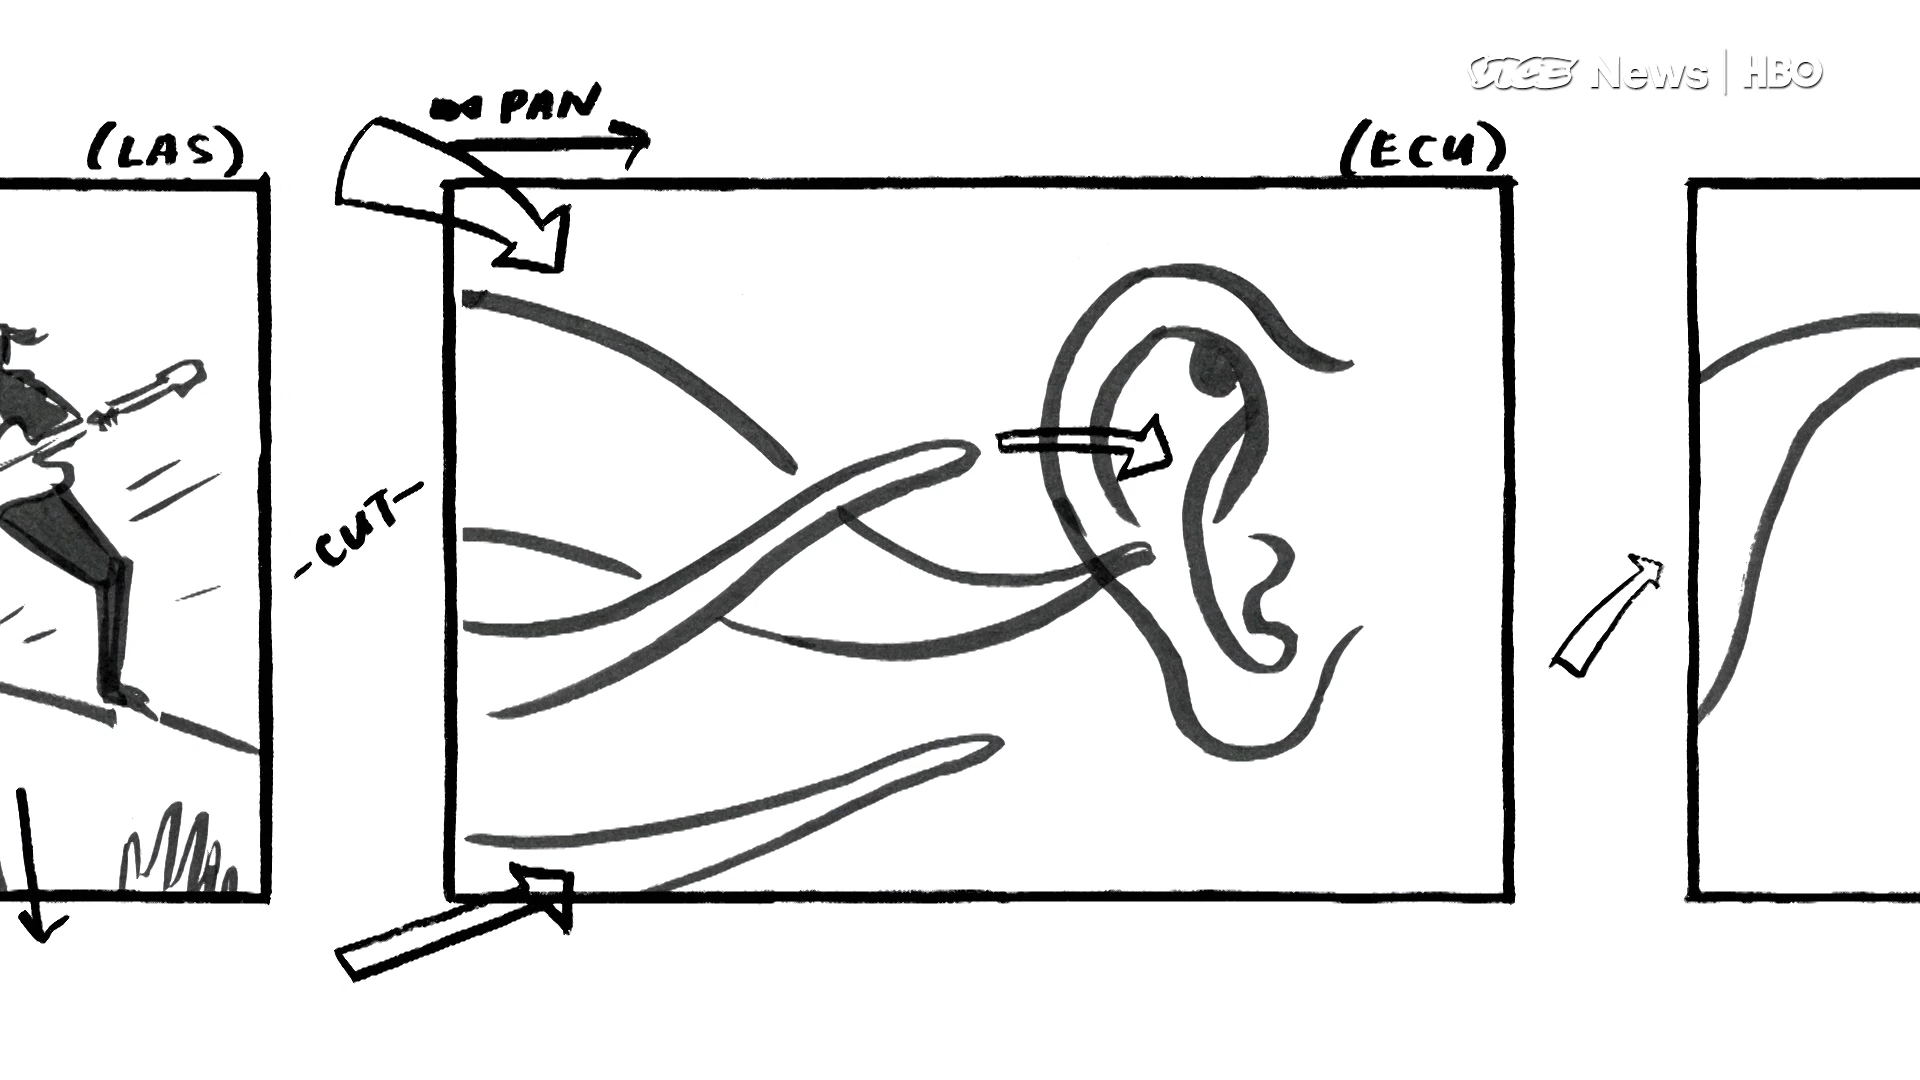 VICE News | HBO
PAN
(LAS)
(ECU)
-CUT-